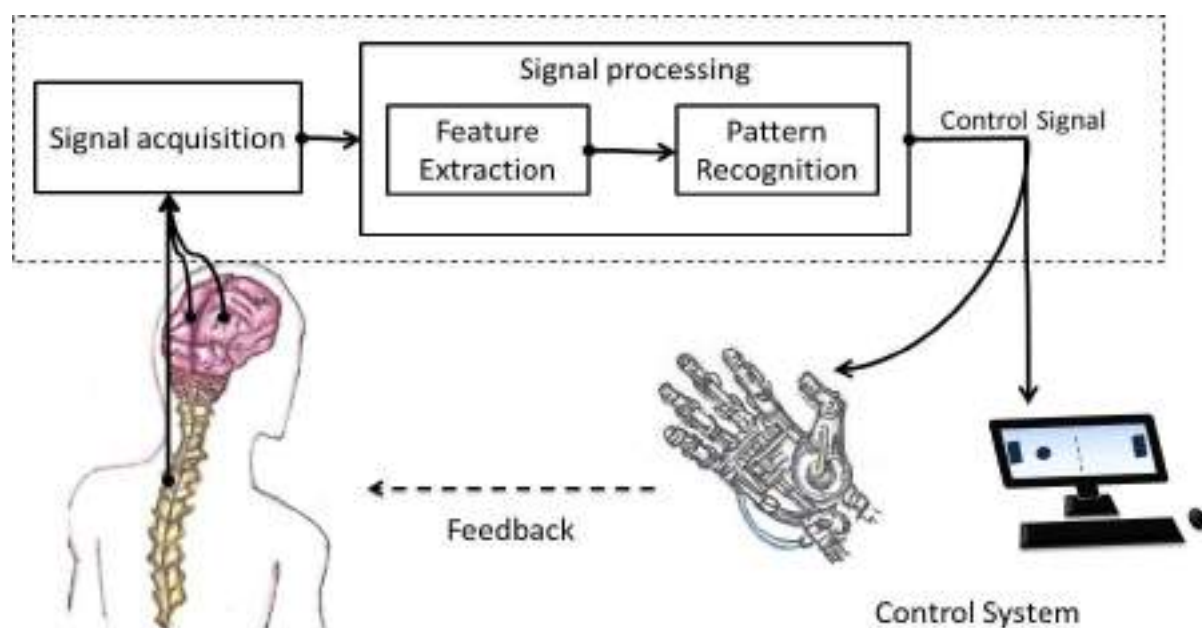 Signal processing
Signal acquisition
Feature
Extraction
Pattern
Recognition
Control Signal
Feedback
Control System